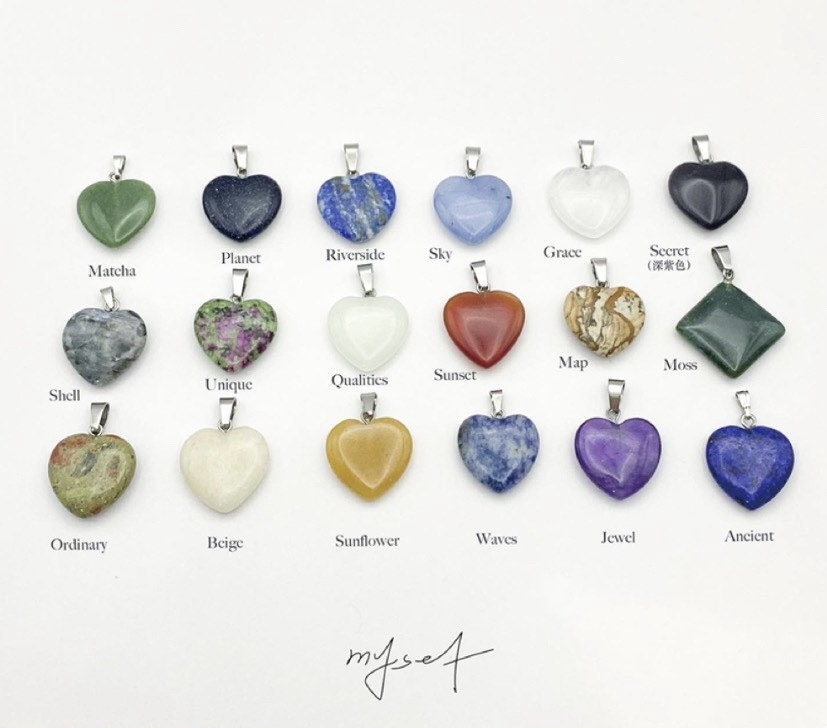 Matcha
Planet
Riverside
Sky
Grace
Secret
(深紫色)
Shell
Unique
Qualities
Sunset
Map
Moss
Ordinary
Beige
Sunflower
Waves
Jewel
Ancient
myself